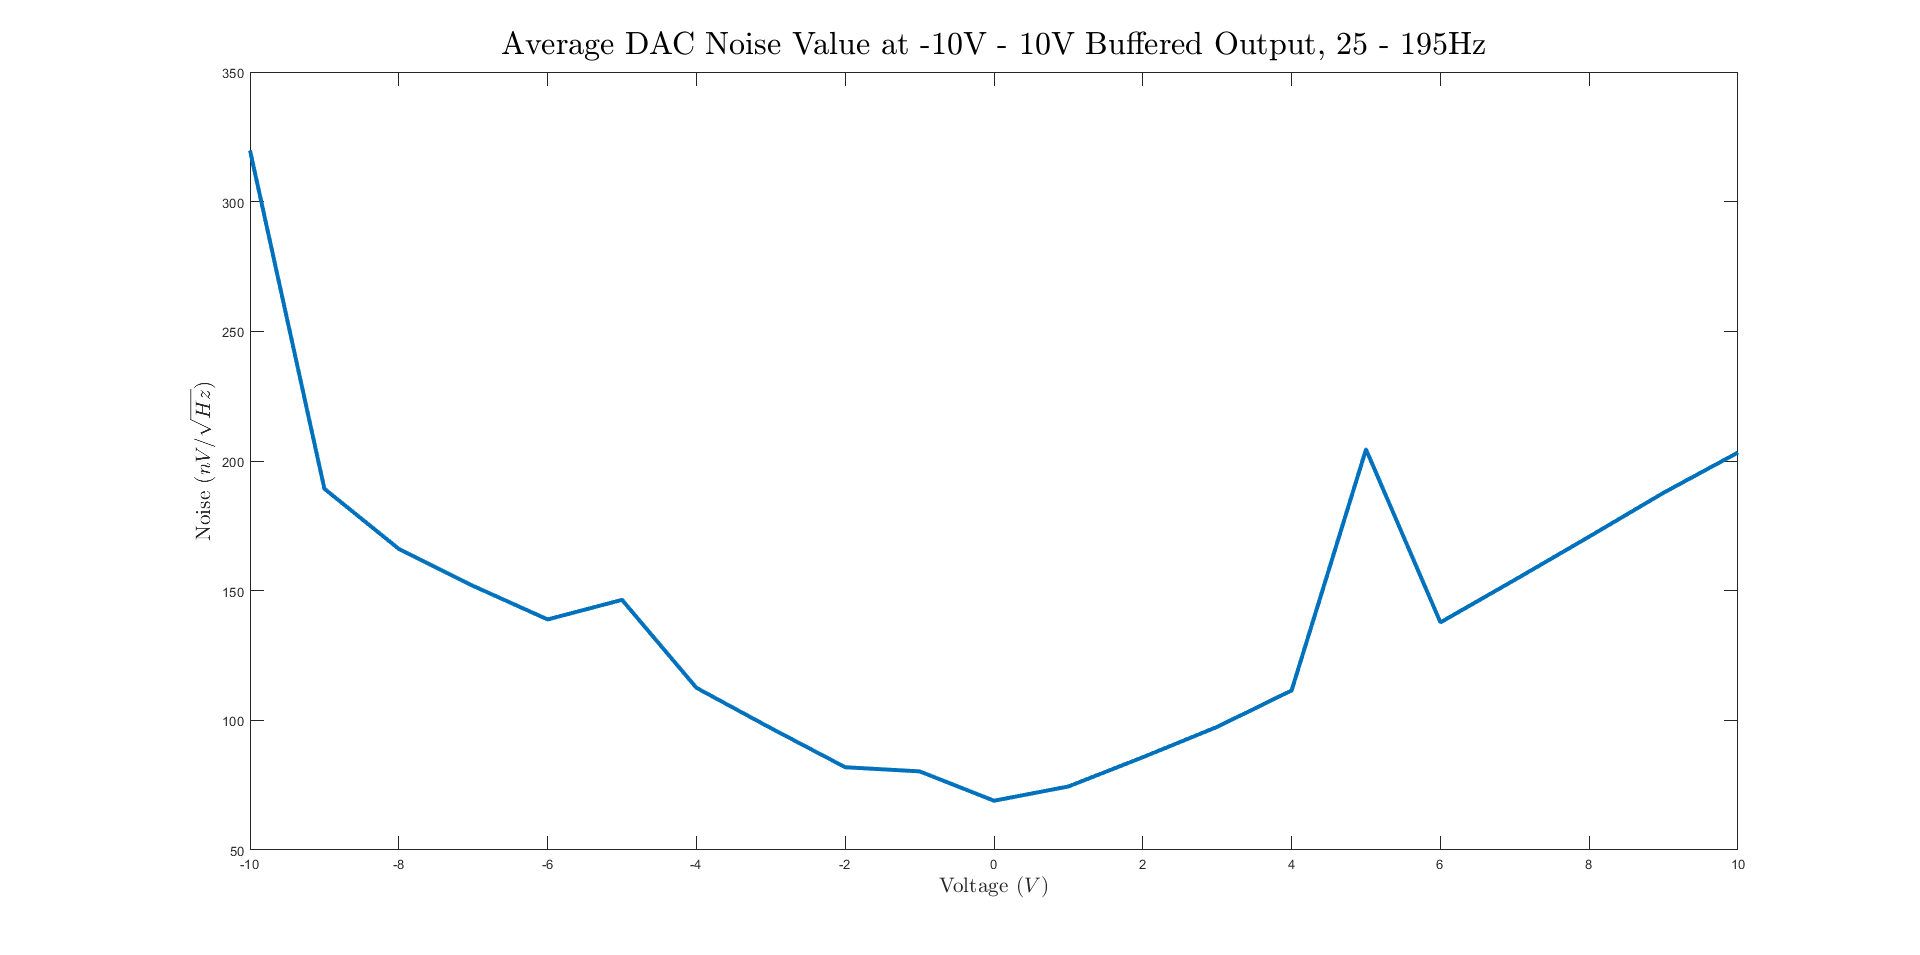 Average DAC Noise Value at -10V - 10V Buffered Output, 25 - 195Hz
350
300
250
200
150
100
50
Noise (nV/√Hz)
-10 -8 -6 -4 -2 0 2 4 6 8 10
Voltage (V)